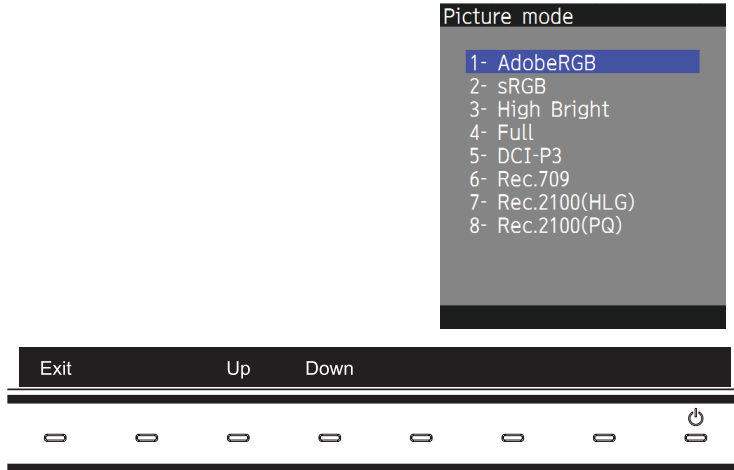 Picture mode
1- AdobeRGB
2- sRGB
3- High Bright
4- Full
5- DCI-P3
6- Rec.709
7- Rec.2100(HLG)
8- Rec.2100(PQ)
Exit Up Down